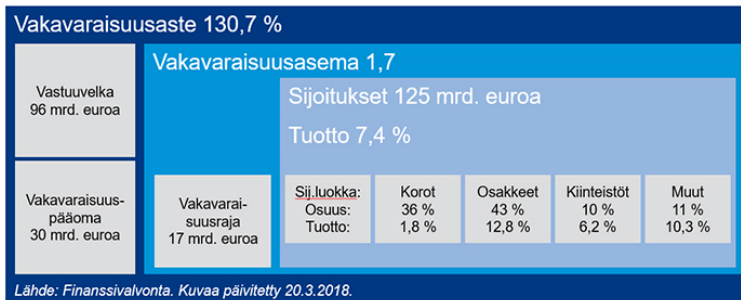 Vakavaraisuusaste 130,7 %
Vastuuvelka
96 mrd. euroa
Vakavaraisuus-
pääoma
30 mrd. euroa
Vakavaraisuusasema 1,7
Vakavarai-
suusraja
17 mrd. euroa
Sijoitukset 125 mrd. euroa
Tuotto 7,4 %
Sij.luokka: Korot Osakkeet Kiinteistöt Muut
Osuus: 36 % 43 % 10 % 11 %
Tuotto: 1,8 % 12,8 % 6,2 % 10,3 %
Lähde: Finanssivalvonta. Kuvaa päivitetty 20.3.2018.